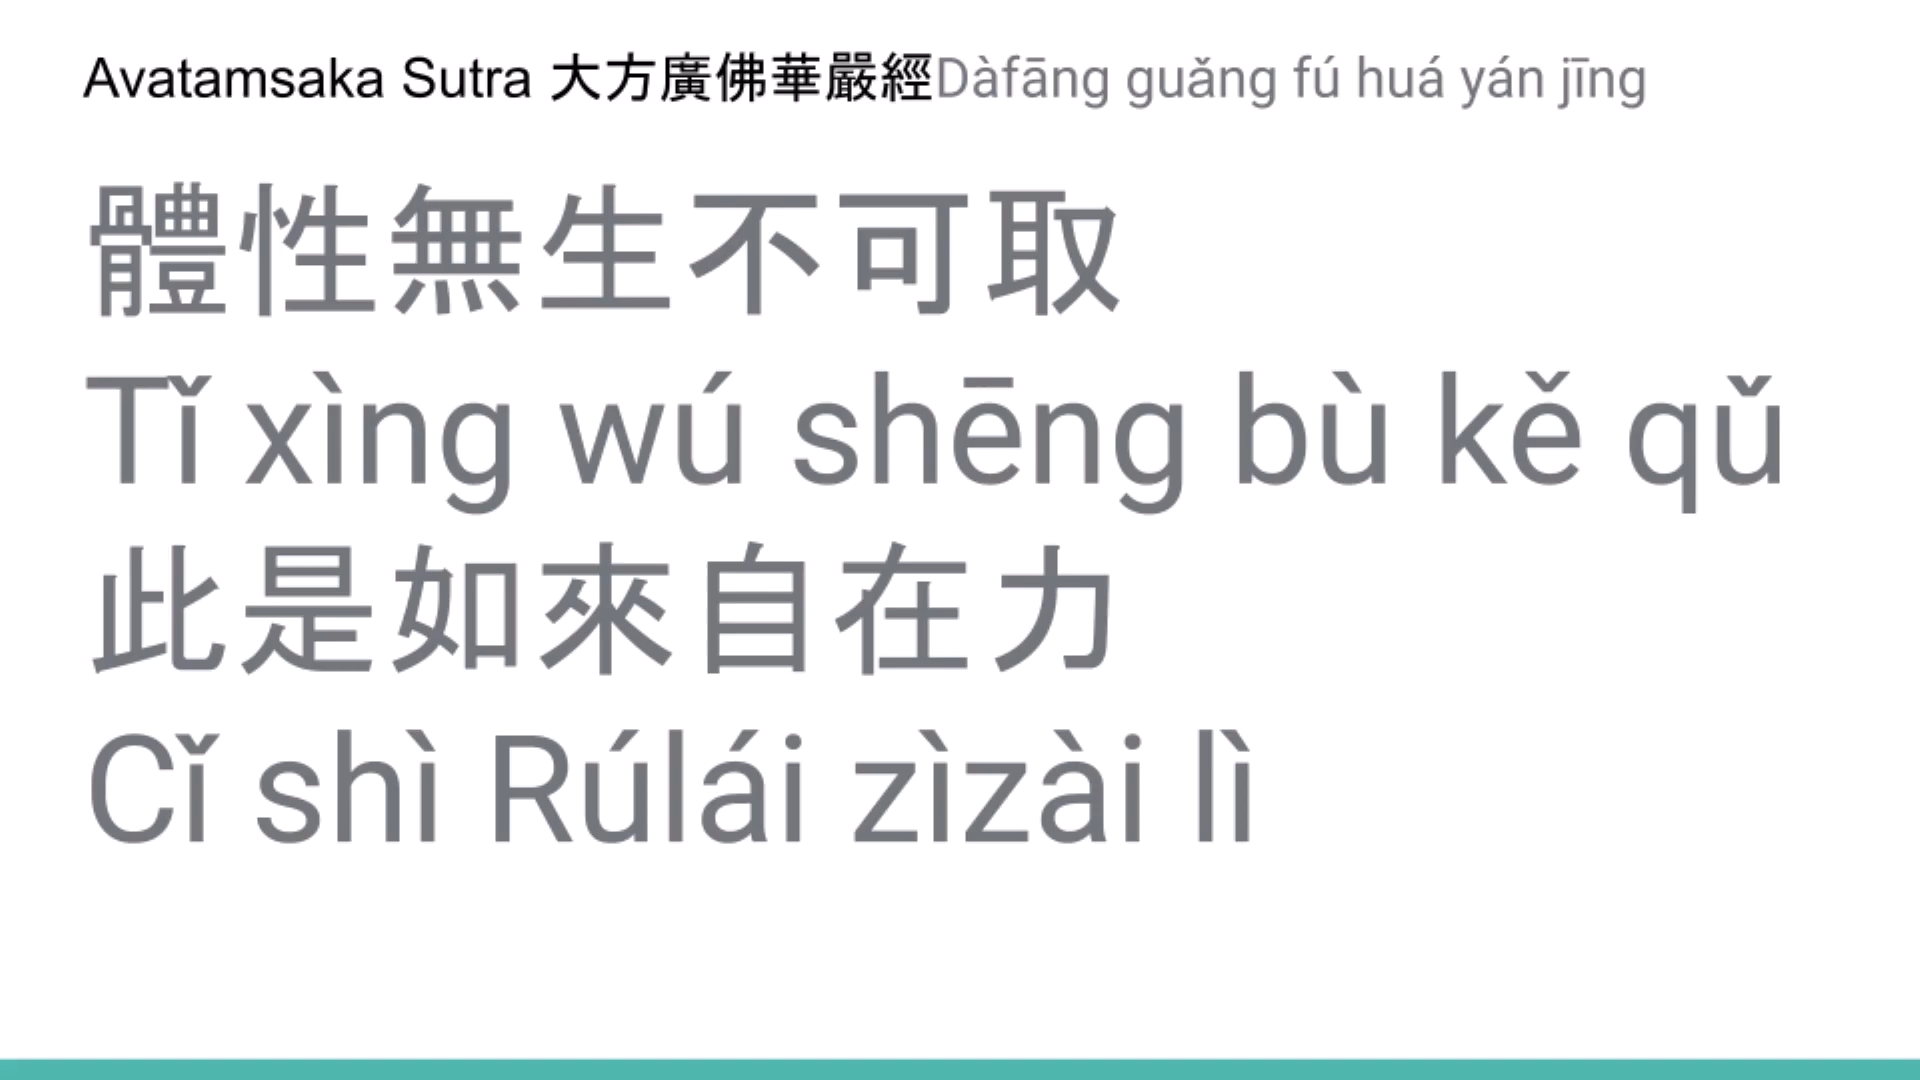 Avatamsaka Sutra 大方廣佛華嚴經Dàfāng guǎng fú huá yán jīng
體性無生不可取
Tǐ xìng wú shēng bù kě qǔ
此是如來自在力
Cǐ shì Rúlái zìzài lì